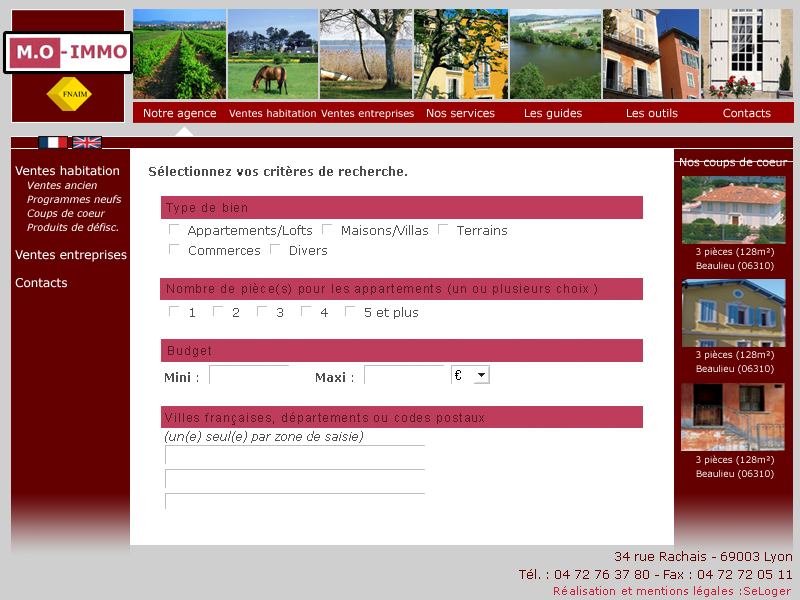 M.O-IMMO
FNAIM
Notre agence Ventes habitation Ventes entreprises Nos services Les guides Les outils Contacts
Ventes habitation
Ventes ancien
Programmes neufs
Coups de coeur
Produits de défisc.
Ventes entreprises
Contacts
Sélectionnez vos critères de recherche.
Type de bien
Appartements/Lofts Maisons/Villas Terrains
Commerces Divers
Nombre de pièce(s) pour les appartements (un ou plusieurs choix )
1 2 3 4 5 et plus
Budget
Mini : Maxi : €
Villes françaises, départements ou codes postaux
(un(e) seul(e) par zone de saisie)
Nos coups de coeur
3 pièces (128m²)
Beaulieu (06310)
3 pièces (128m²)
Beaulieu (06310)
3 pièces (128m²)
Beaulieu (06310)
34 rue Rachais - 69003 Lyon
Tél. : 04 72 76 37 80 - Fax : 04 72 72 05 11
Réalisation et mentions légales :SeLoger